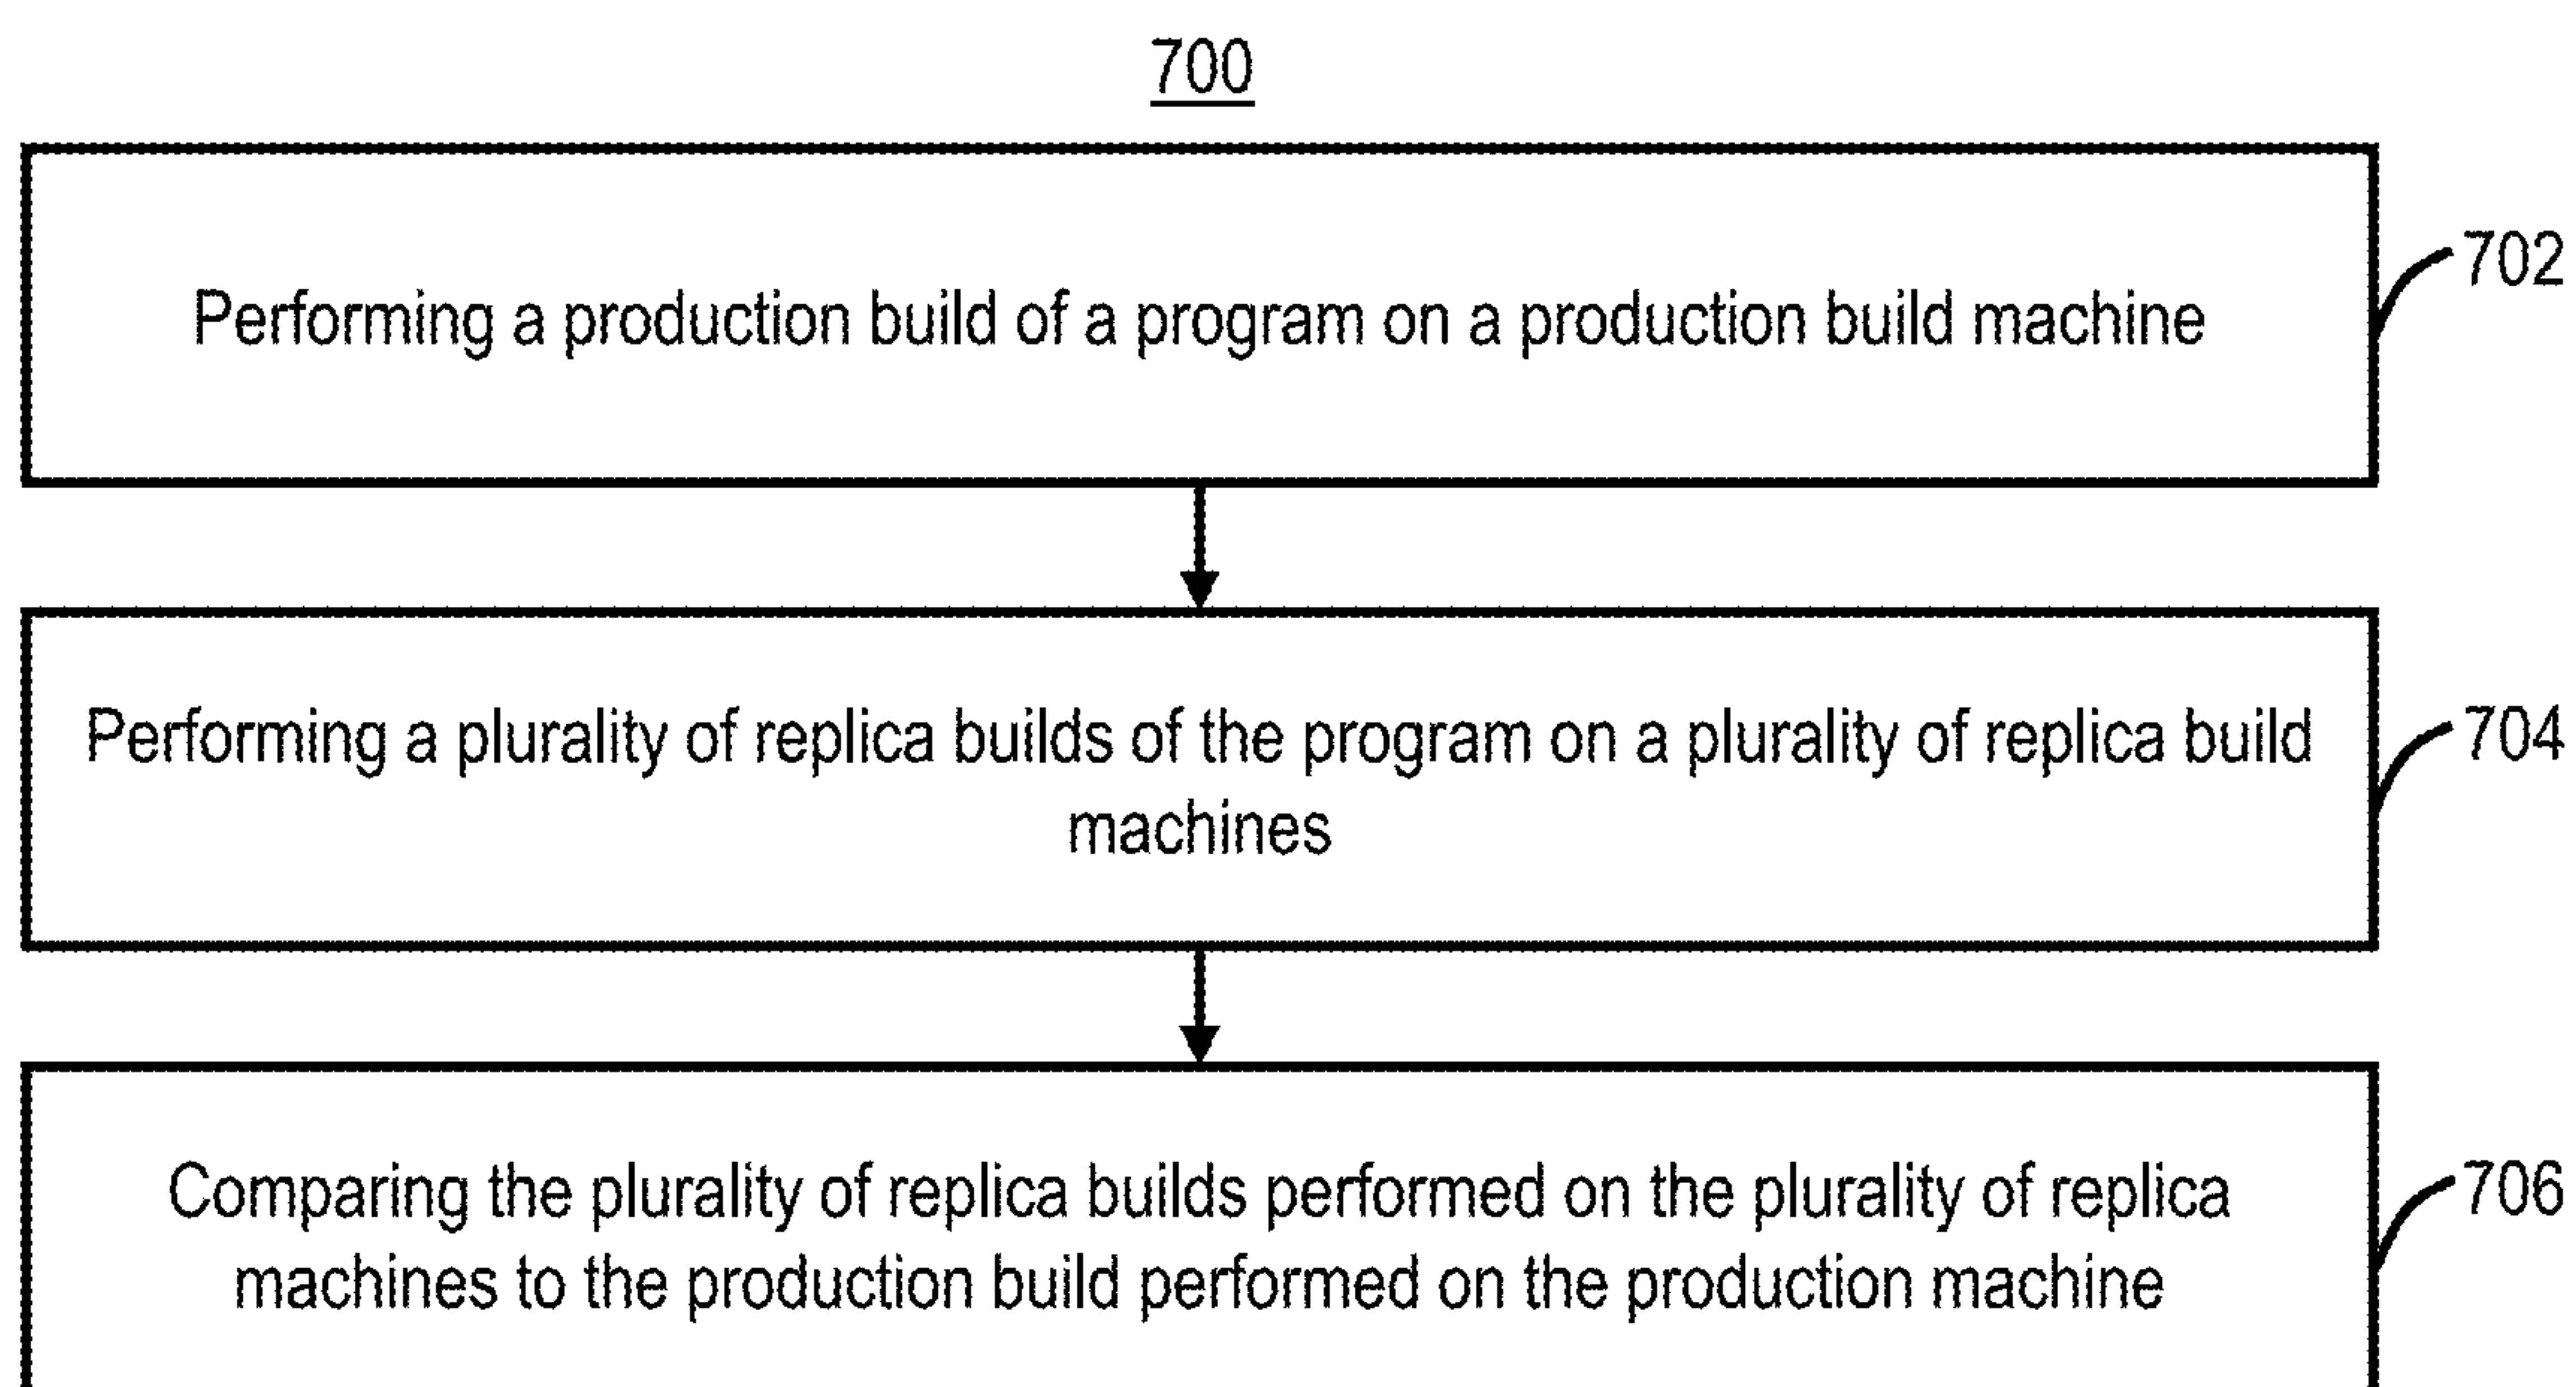 700
Performing a production build of a program on a production build machine
702
Performing a plurality of replica builds of the program on a plurality of replica build
machines
704
Comparing the plurality of replica builds performed on the plurality of replica
machines to the production build performed on the production machine
706